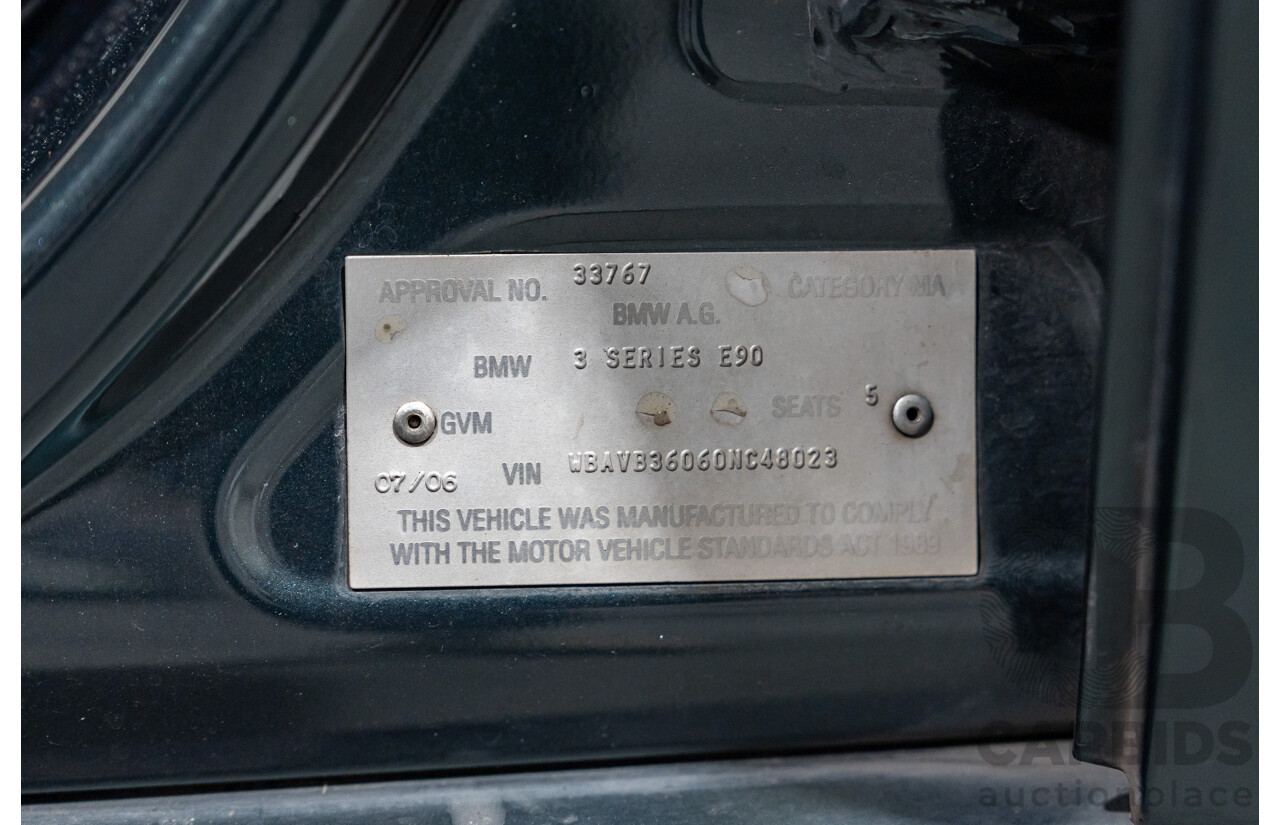 APPROVAL NO. 33767 CATEGORY MA
BMW A.G.
BMW 3 SERIES E90
GVM SEATS 5
07/06 VIN WBAVB36060NC48023
THIS VEHICLE WAS MANUFACTURED TO COMPLY
WITH THE MOTOR VEHICLE STANDARDS ACT 1989
CARBIDS
auctionplace